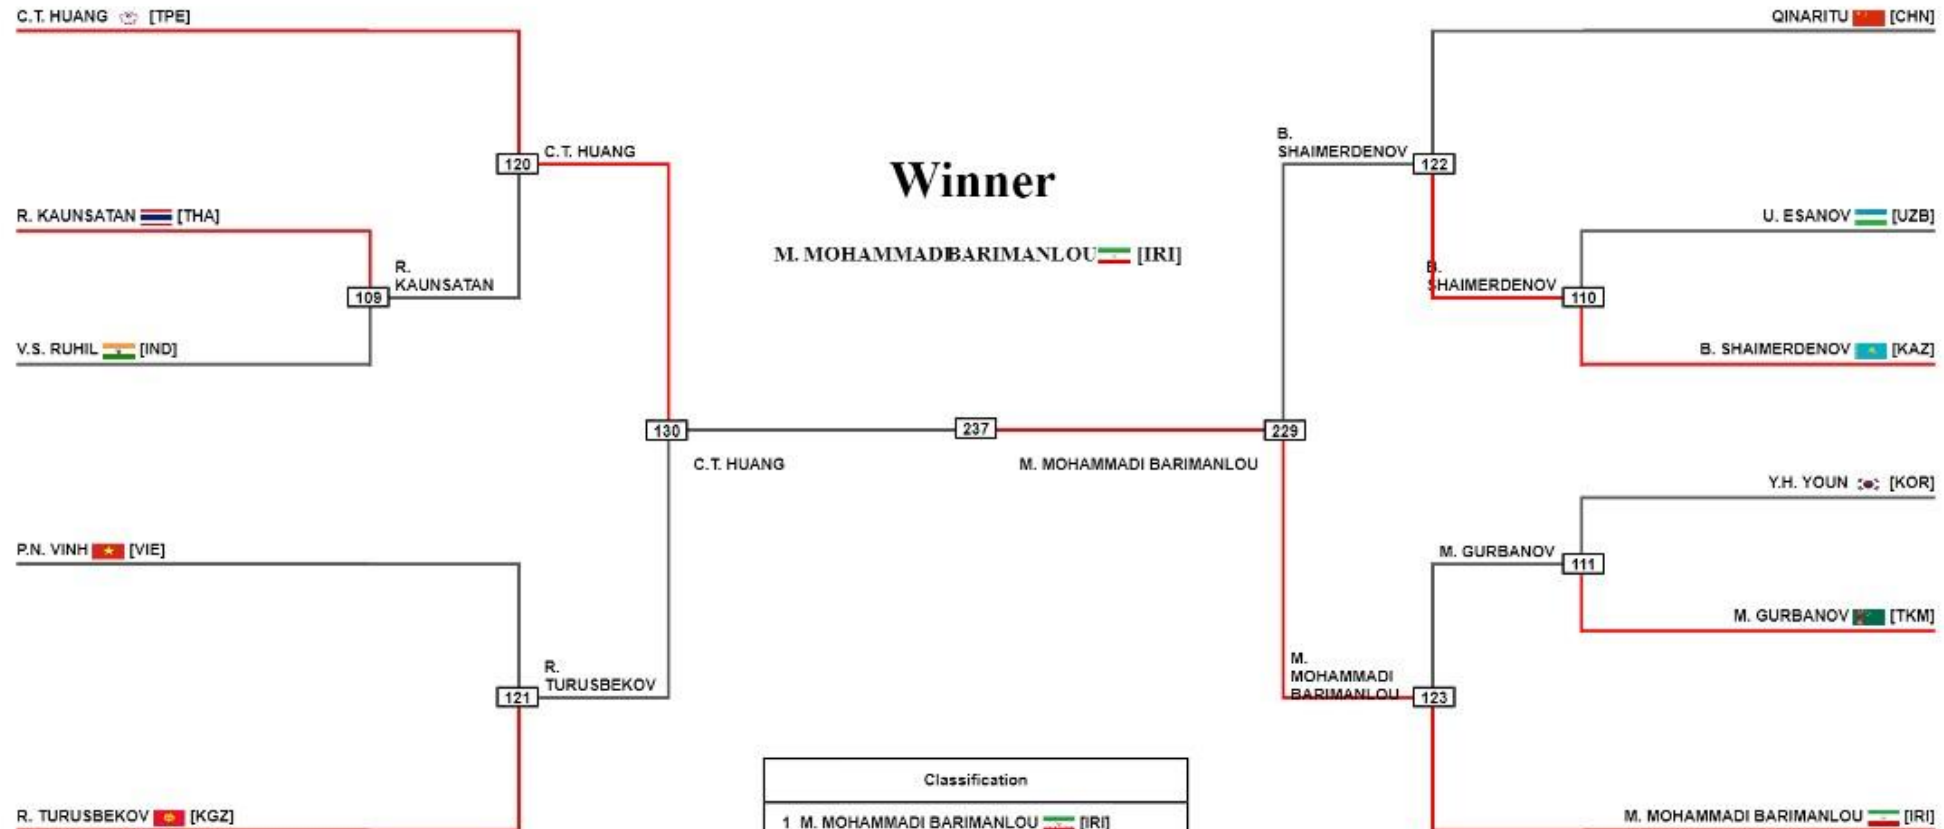 C.T. HUANG [TPE]
QINARITU [CHN]
120
C.T. HUANG
Winner
B.
SHAIMERDENOV
122
R. KAUNSATAN [THA]
U. ESANOV [UZB]
M. MOHAMMADIBARIMANLOU [IRI]
R.
KAUNSATAN
109
B.
SHAIMERDENOV
110
V.S. RUHIL [IND]
B. SHAIMERDENOV [KAZ]
130
237
229
C.T. HUANG
M. MOHAMMADI BARIMANLOU
Y.H. YOUN [KOR]
P.N. VINH [VIE]
M. GURBANOV
111
M. GURBANOV [TKM]
R.
TURUSBEKOV
121
M.
MOHAMMADI
BARIMANLOU
123
Classification
R. TURUSBEKOV [KGZ]
1 M. MOHAMMADI BARIMANLOU [IRI]
M. MOHAMMADI BARIMANLOU [IRI]